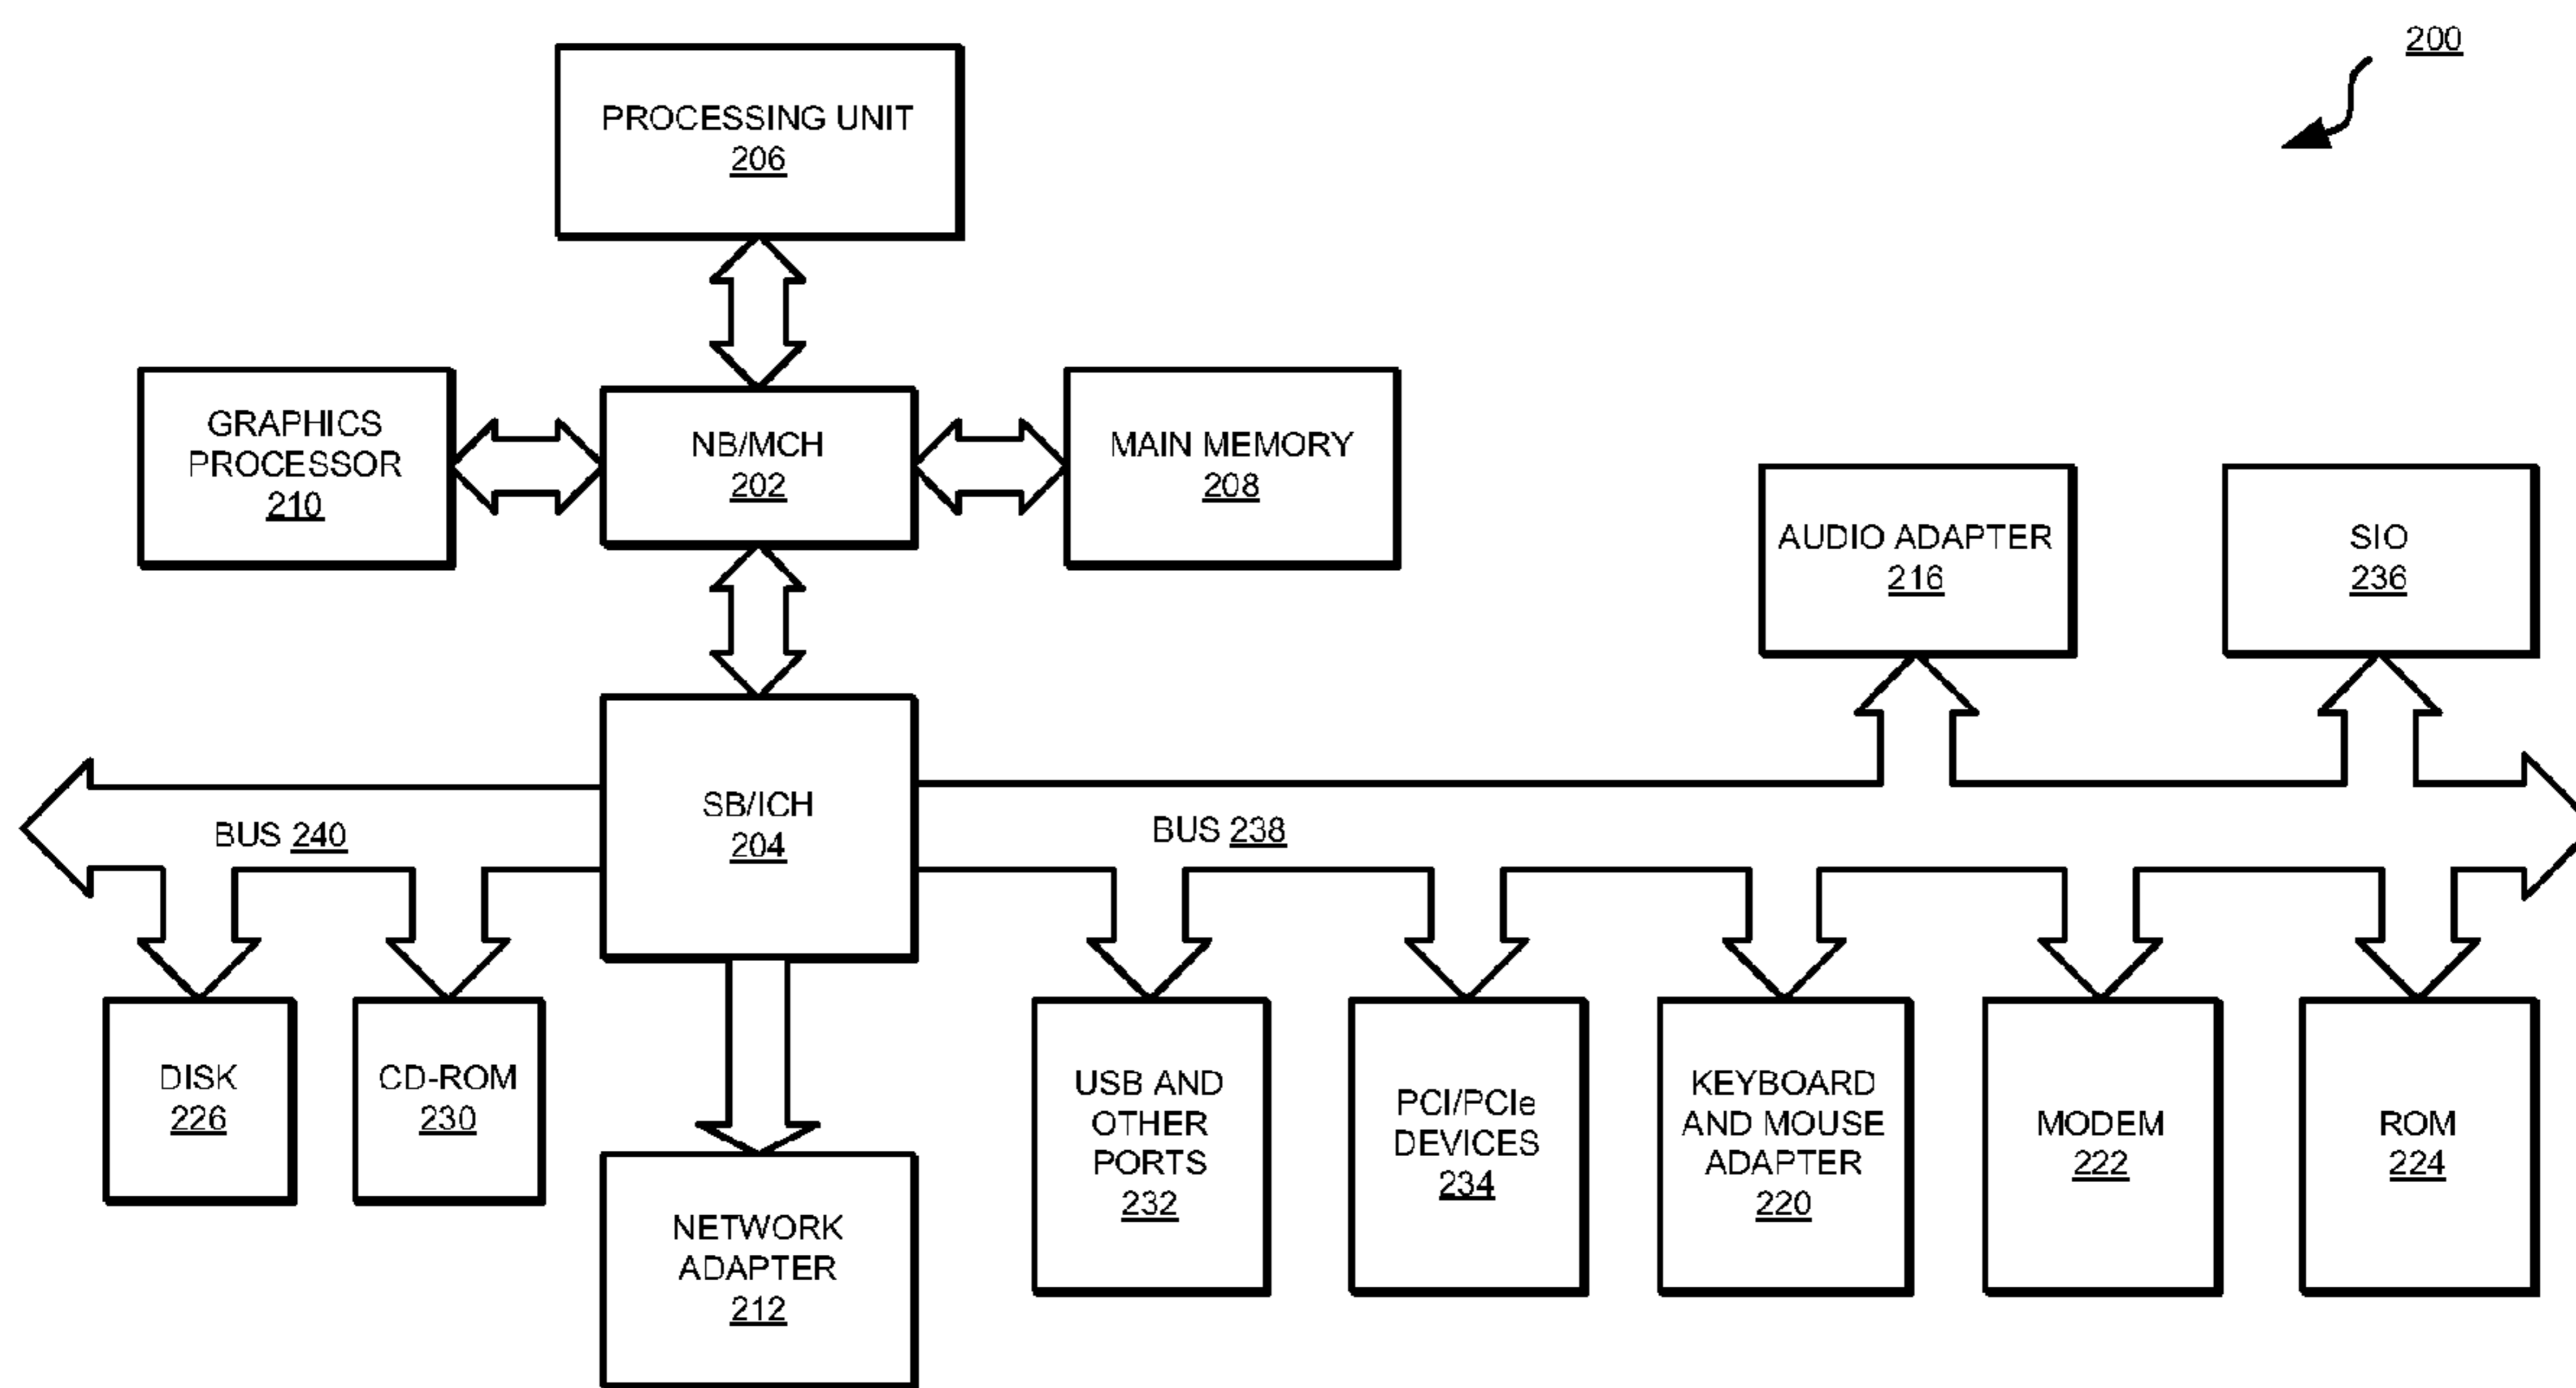 200
PROCESSING UNIT
206
GRAPHICS
PROCESSOR
210
NB/MCH
202
MAIN MEMORY
208
AUDIO ADAPTER
216
SIO
236
SB/ICH
204
BUS 240
BUS 238
DISK
226
CD-ROM
230
NETWORK
ADAPTER
212
USB AND
OTHER
PORTS
232
PCI/PCIe
DEVICES
234
KEYBOARD
AND MOUSE
ADAPTER
220
MODEM
222
ROM
224